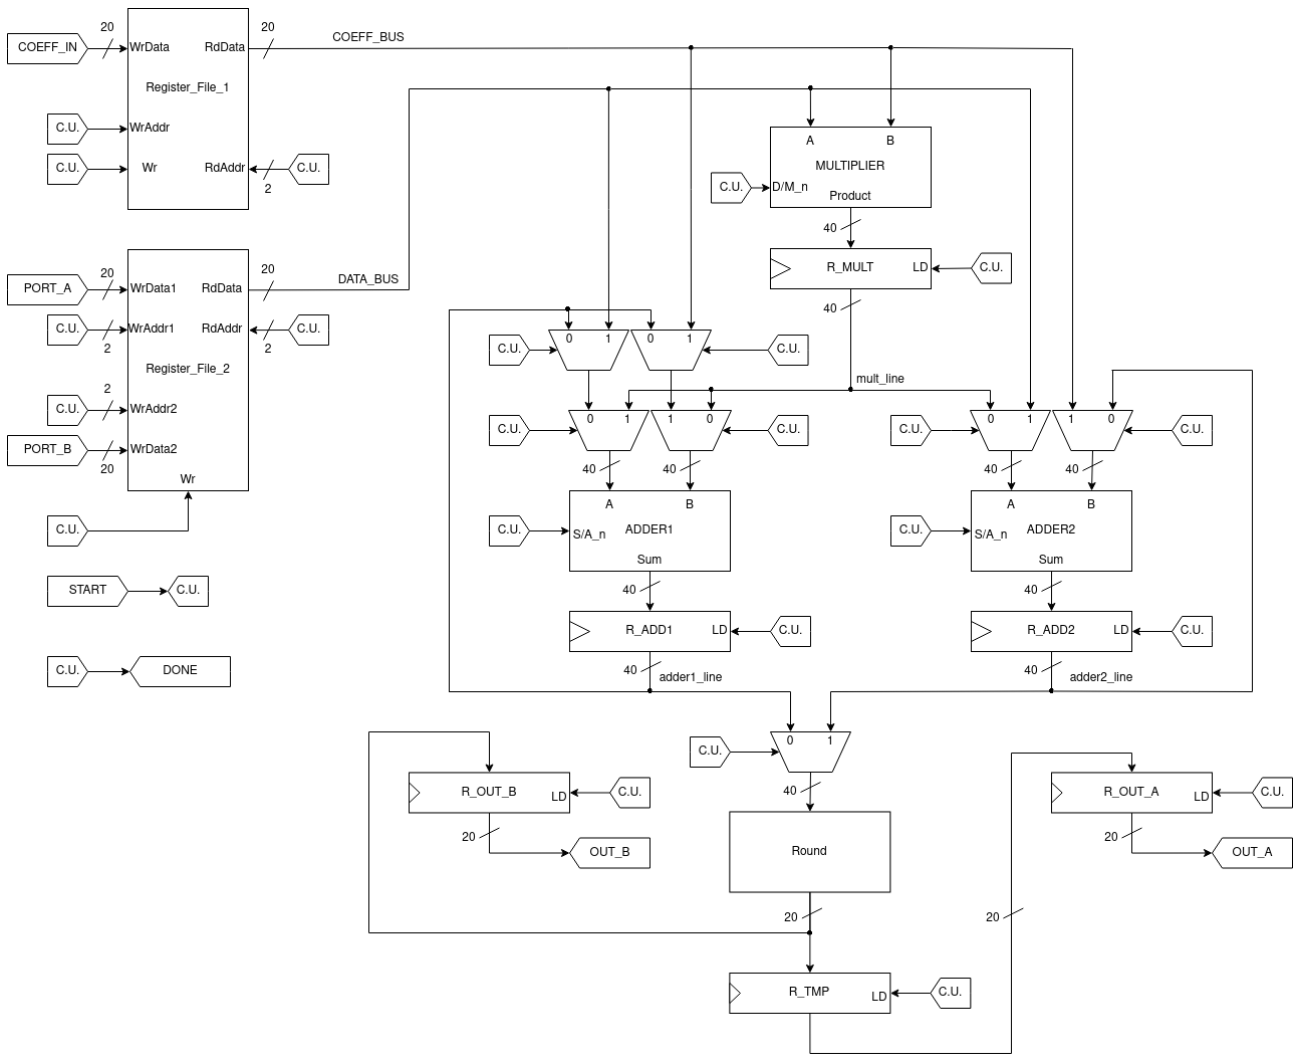 20
20
COEFF_BUS
COEFF_IN
WrData
RdData
Register_File_1
C.U.
WrAddr
C.U.
Wr
RdAddr
2
C.U.
A
B
MULTIPLIER
C.U.
D/M_n
Product
40
R_MULT
LD
C.U.
40
20
20
DATA_BUS
PORT_A
WrData1
RdData
C.U.
2
WrAddr1
RdAddr
2
C.U.
Register_File_2
2
C.U.
WrAddr2
PORT_B
20
WrData2
Wr
C.U.
START
C.U.
C.U.
DONE
0
1
0
1
C.U.
C.U.
mult_line
0
1
1
0
C.U.
C.U.
0
1
1
0
C.U.
C.U.
40
40
40
40
A
B
ADDER1
C.U.
S/A_n
Sum
A
B
ADDER2
C.U.
S/A_n
Sum
40
40
R_ADD1
LD
C.U.
R_ADD2
LD
C.U.
40
adder1_line
40
adder2_line
0
1
C.U.
40
R_OUT_B
LD
C.U.
20
OUT_B
R_OUT_A
LD
C.U.
20
OUT_A
Round
20
20
R_TMP
LD
C.U.